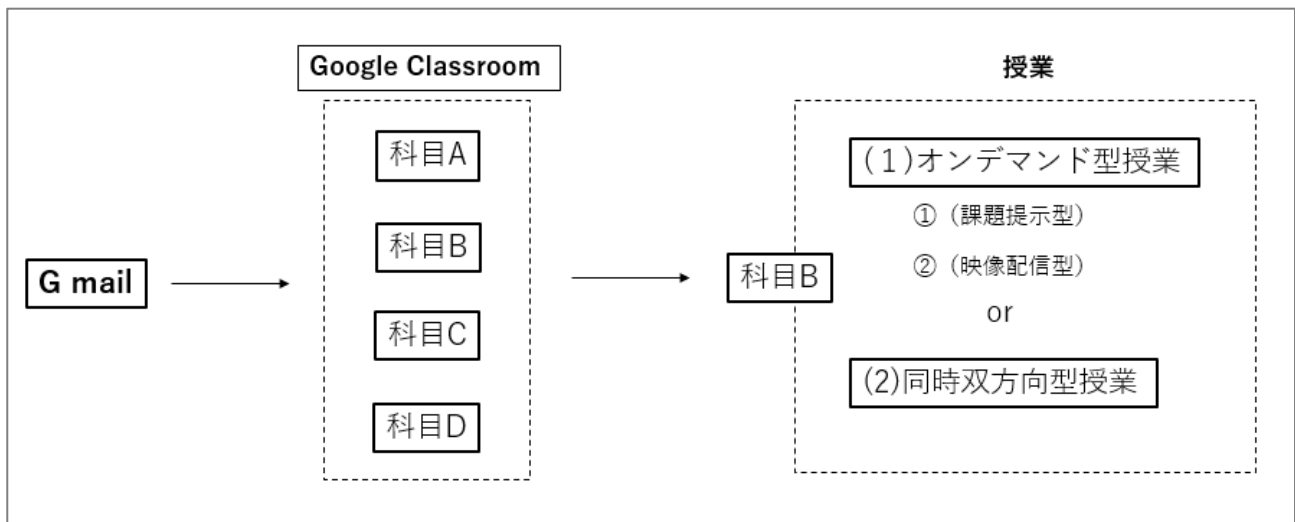 G mail
Google Classroom
科目A
科目B
科目C
科目D
科目B
授業
(１)オンデマンド型授業
①（課題提示型）
②（映像配信型）
or
(2)同時双方向型授業